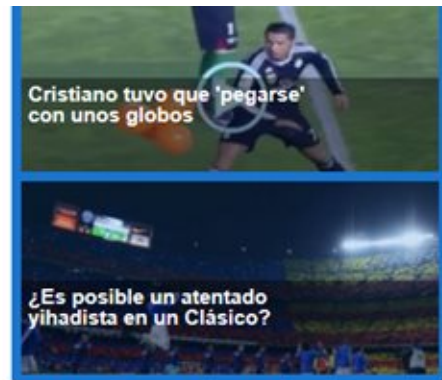 Cristiano tuvo que 'pegarse'
con unos globos
¿Es posible un atentado
yihadista en un Clásico?